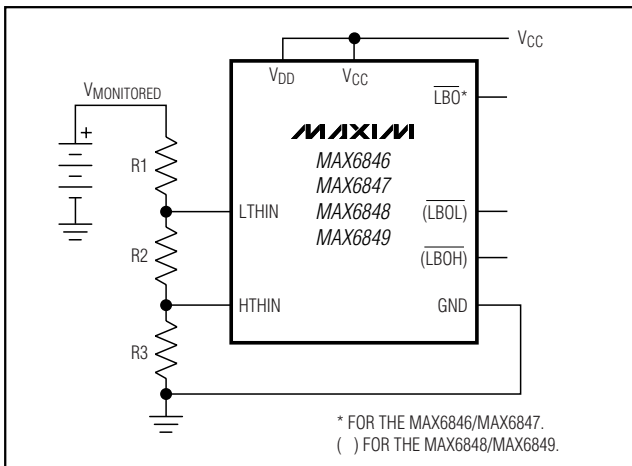 VCC
VDD
VCC
VMONITORED
LBO*
+
MAXIM
R1
MAX6846
MAX6847
LTHIN
MAX6848
(LBOL)
MAX6849
R2
(LBOH)
HTHIN
GND
R3
* FOR THE MAX6846/MAX6847.
( ) FOR THE MAX6848/MAX6849.